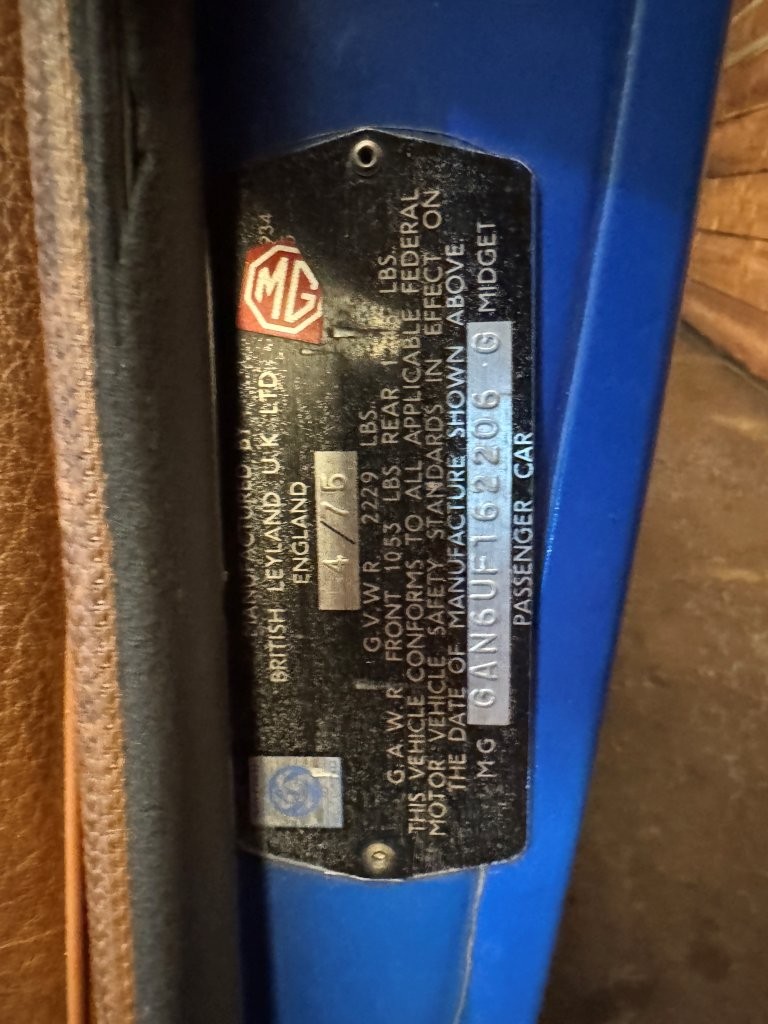 234
MG
MANUFACTURED BY
BRITISH LEYLAND U.K LTD.
ENGLAND
4/76
G.V.W.R. 2229 LBS.
G.A.W.R. FRONT 1053 LBS REAR LBS.
THIS VEHICLE CONFORMS TO ALL APPLICABLE FEDERAL
MOTOR VEHICLE SAFETY STANDARDS IN EFFECT ON
THE DATE OF MANUFACTURE SHOWN ABOVE.
MG GAN6UF162206 G MIDGET
PASSENGER CAR